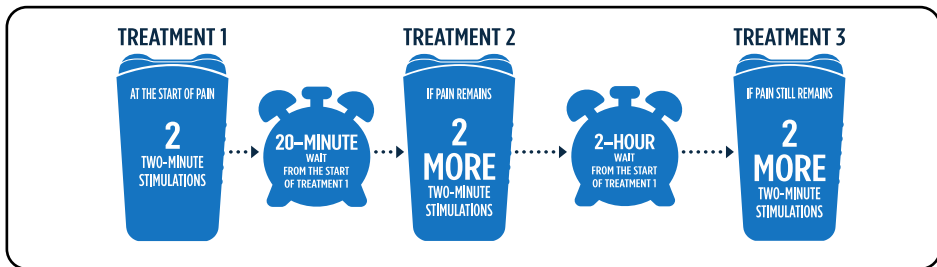 TREATMENT 1
AT THE START OF PAIN
2
TWO-MINUTE
STIMULATIONS
20–MINUTE
WAIT
FROM THE START
OF TREATMENT 1
TREATMENT 2
IF PAIN REMAINS
2
MORE
TWO-MINUTE
STIMULATIONS
2-HOUR
WAIT
FROM THE START
OF TREATMENT 1
TREATMENT 3
IF PAIN STILL REMAINS
2
MORE
TWO-MINUTE
STIMULATIONS